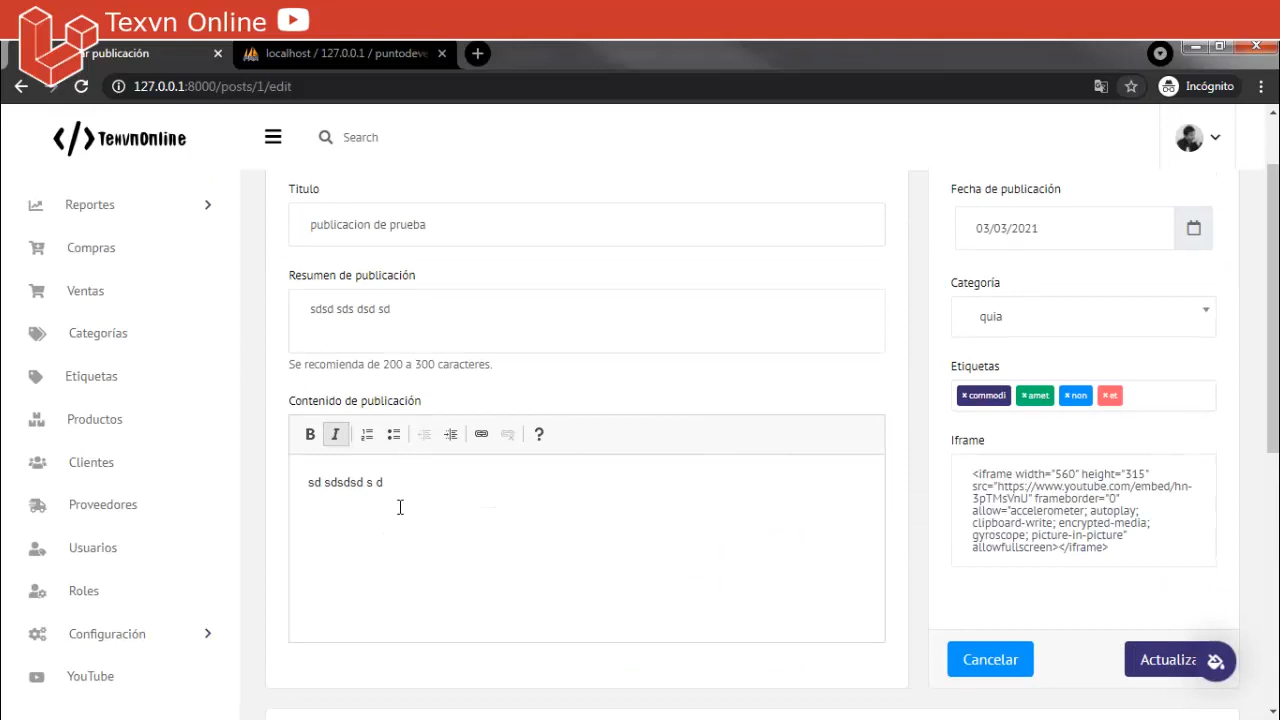 Texvn Online
r publicación
localhost / 127.0.0.1 / puntodeve
127.0.0.1:8000/posts/1/edit
Incógnito
</> TexvnOnline
Search
Reportes
Compras
Ventas
Categorías
Etiquetas
Productos
Clientes
Proveedores
Usuarios
Roles
Configuración
YouTube
Titulo
publicacion de prueba
Resumen de publicación
sdsd sds dsd sd
Se recomienda de 200 a 300 caracteres.
Contenido de publicación
B I ?
sd sdsdsd s d
Fecha de publicación
03/03/2021
Categoría
quia
Etiquetas
×commodi ×amet ×non ×et
Iframe
<iframe width="560" height="315"
src="https://www.youtube.com/embed/hn-
3pTMsVnU" frameborder="0"
allow="accelerometer; autoplay;
clipboard-write; encrypted-media;
gyroscope; picture-in-picture"
allowfullscreen></iframe>
Cancelar
Actualiza